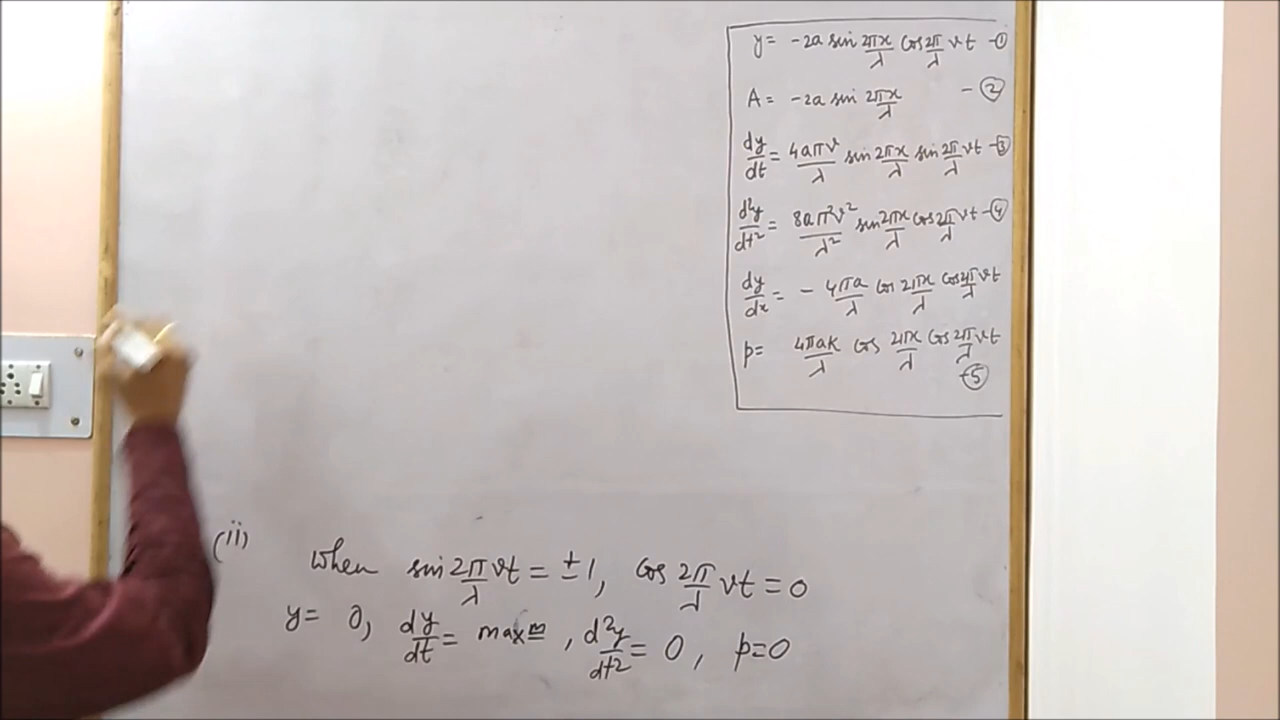 y = -2a sin 2πx/λ cos 2π/λ vt -①
A = -2a sin 2πx/λ -②
dy/dt = 4aπv/λ sin 2πx/λ sin 2π/λ vt -③
d²y/dt² = 8aπ²v²/λ² sin 2πx/λ cos 2π/λ vt -④
dy/dx = - 4πa/λ cos 2πx/λ cos 2π/λ vt
p = 4πak/λ cos 2πx/λ cos 2π/λ vt
-⑤
(ii) When sin 2π/λ vt = ±1, cos 2π/λ vt = 0
y = 0, dy/dt = maxm, d²y/dt² = 0, p=0